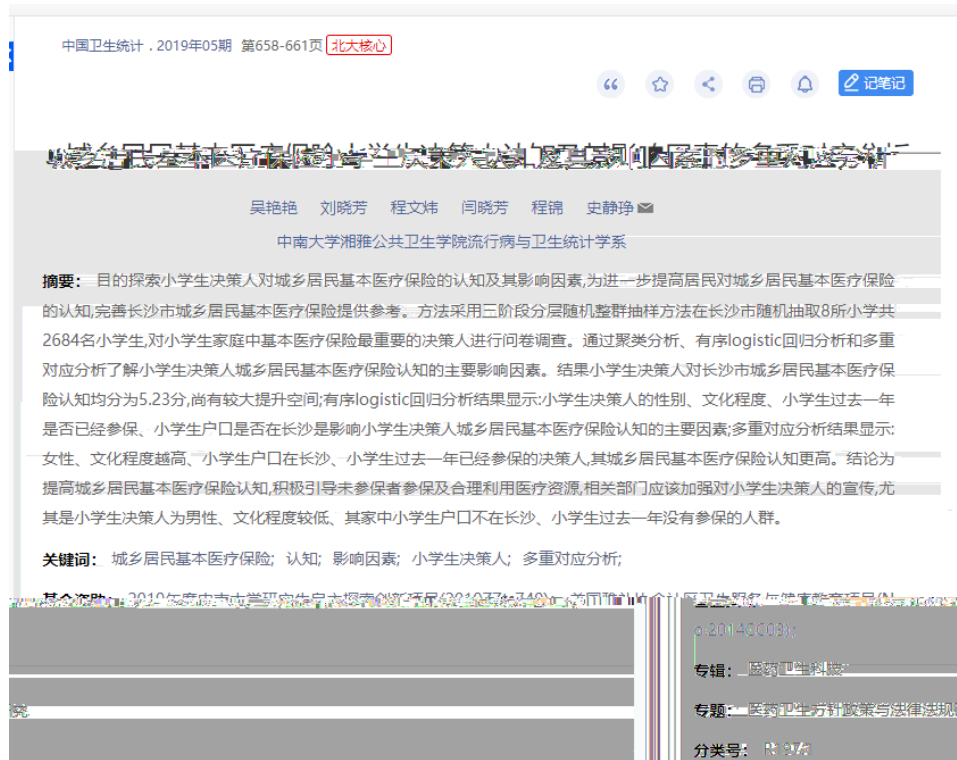 中国卫生统计 . 2019年05期 第658-661页 北大核心
记笔记
吴艳艳 刘晓芳 程文炜 闫晓芳 程锦 史静琤
中南大学湘雅公共卫生学院流行病与卫生统计学系
摘要: 目的探索小学生决策人对城乡居民基本医疗保险的认知及其影响因素,为进一步提高居民对城乡居民基本医疗保险
的认知,完善长沙市城乡居民基本医疗保险提供参考。方法采用三阶段分层随机整群抽样方法在长沙市随机抽取8所小学共
2684名小学生,对小学生家庭中基本医疗保险最重要的决策人进行问卷调查。通过聚类分析、有序logistic回归分析和多重
对应分析了解小学生决策人城乡居民基本医疗保险认知的主要影响因素。结果小学生决策人对长沙市城乡居民基本医疗保
险认知均分为5.23分,尚有较大提升空间;有序logistic回归分析结果显示:小学生决策人的性别、文化程度、小学生过去一年
是否已经参保、小学生户口是否在长沙是影响小学生决策人城乡居民基本医疗保险认知的主要因素;多重对应分析结果显示:
女性、文化程度越高、小学生户口在长沙、小学生过去一年已经参保的决策人,其城乡居民基本医疗保险认知更高。结论为
提高城乡居民基本医疗保险认知,积极引导未参保者参保及合理利用医疗资源,相关部门应该加强对小学生决策人的宣传,尤
其是小学生决策人为男性、文化程度较低、其家中小学生户口不在长沙、小学生过去一年没有参保的人群。
关键词: 城乡居民基本医疗保险; 认知; 影响因素; 小学生决策人; 多重对应分析;
专辑: 医药卫生科技
究
专题: 医药卫生方针政策与法律法规
分类号: